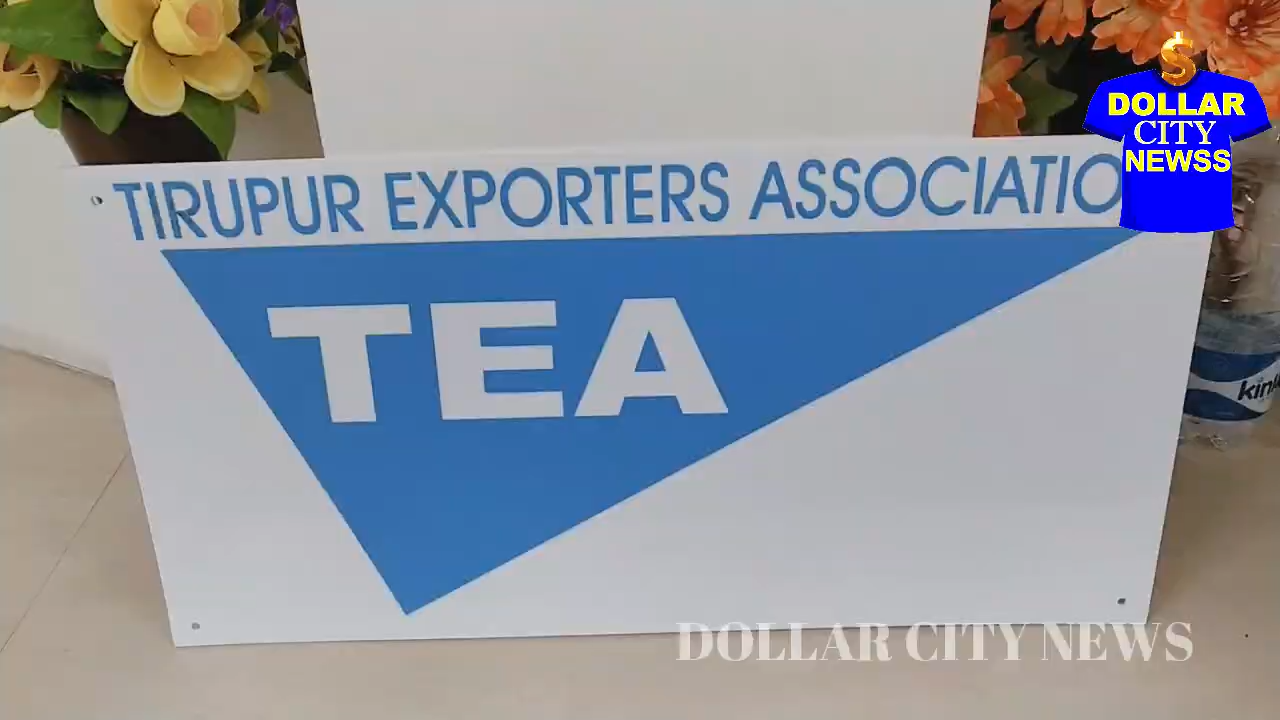 TIRUPUR EXPORTERS ASSOCIATIO
TEA
$
DOLLAR
CITY
NEWSS
DOLLAR CITY NEWS